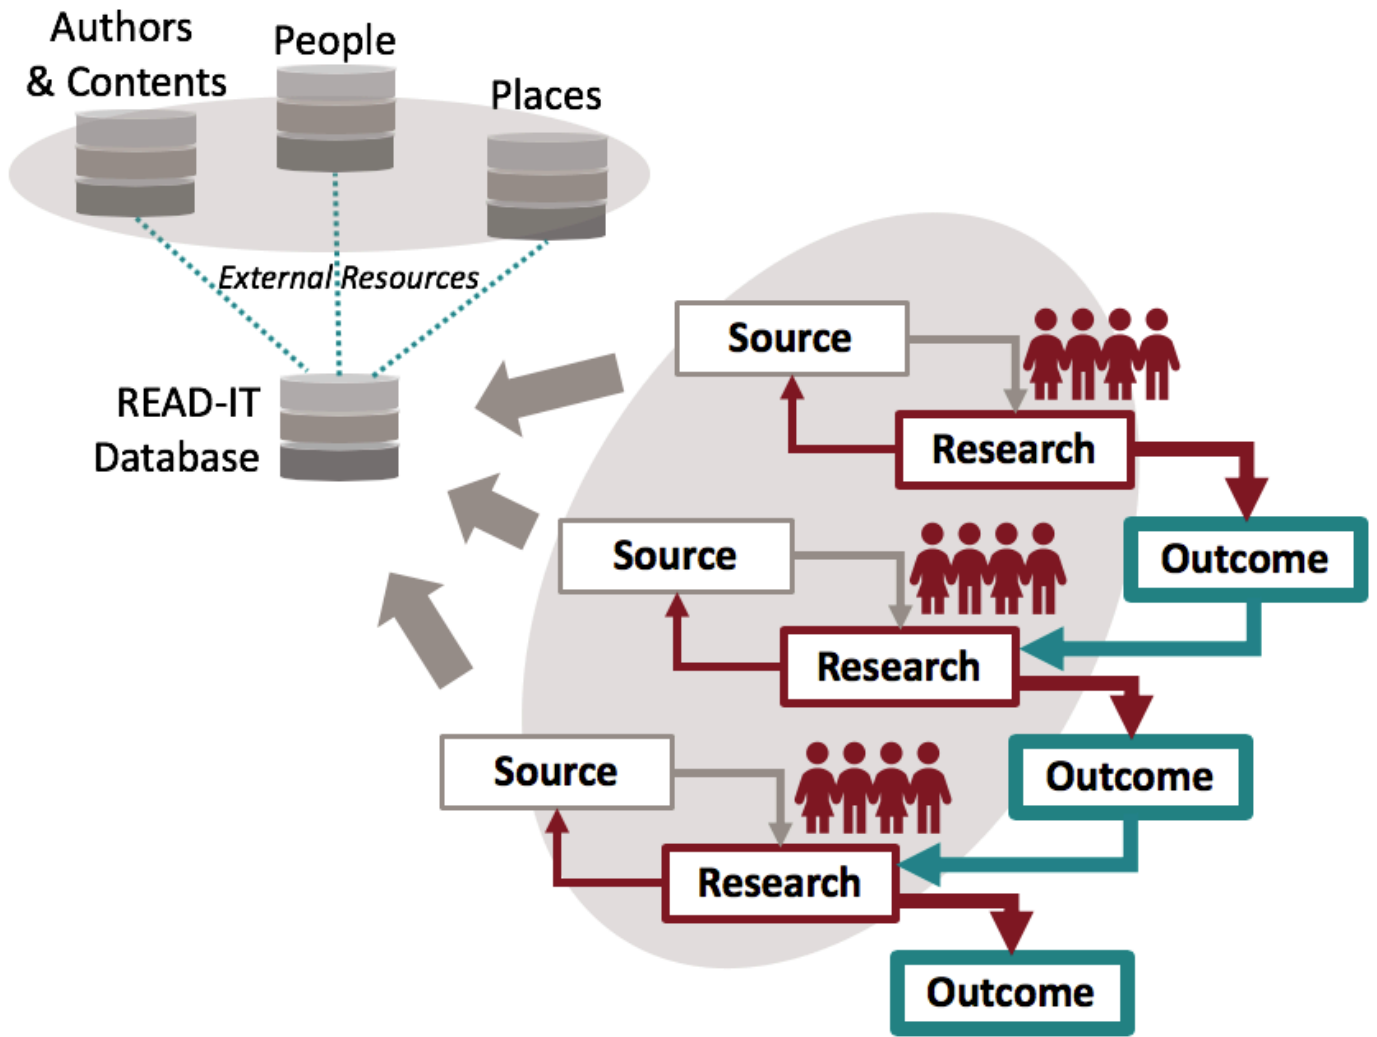 Authors
& Contents
People
Places
External Resources
READ-IT
Database
Source
Research
Outcome
Source
Research
Outcome
Source
Research
Outcome